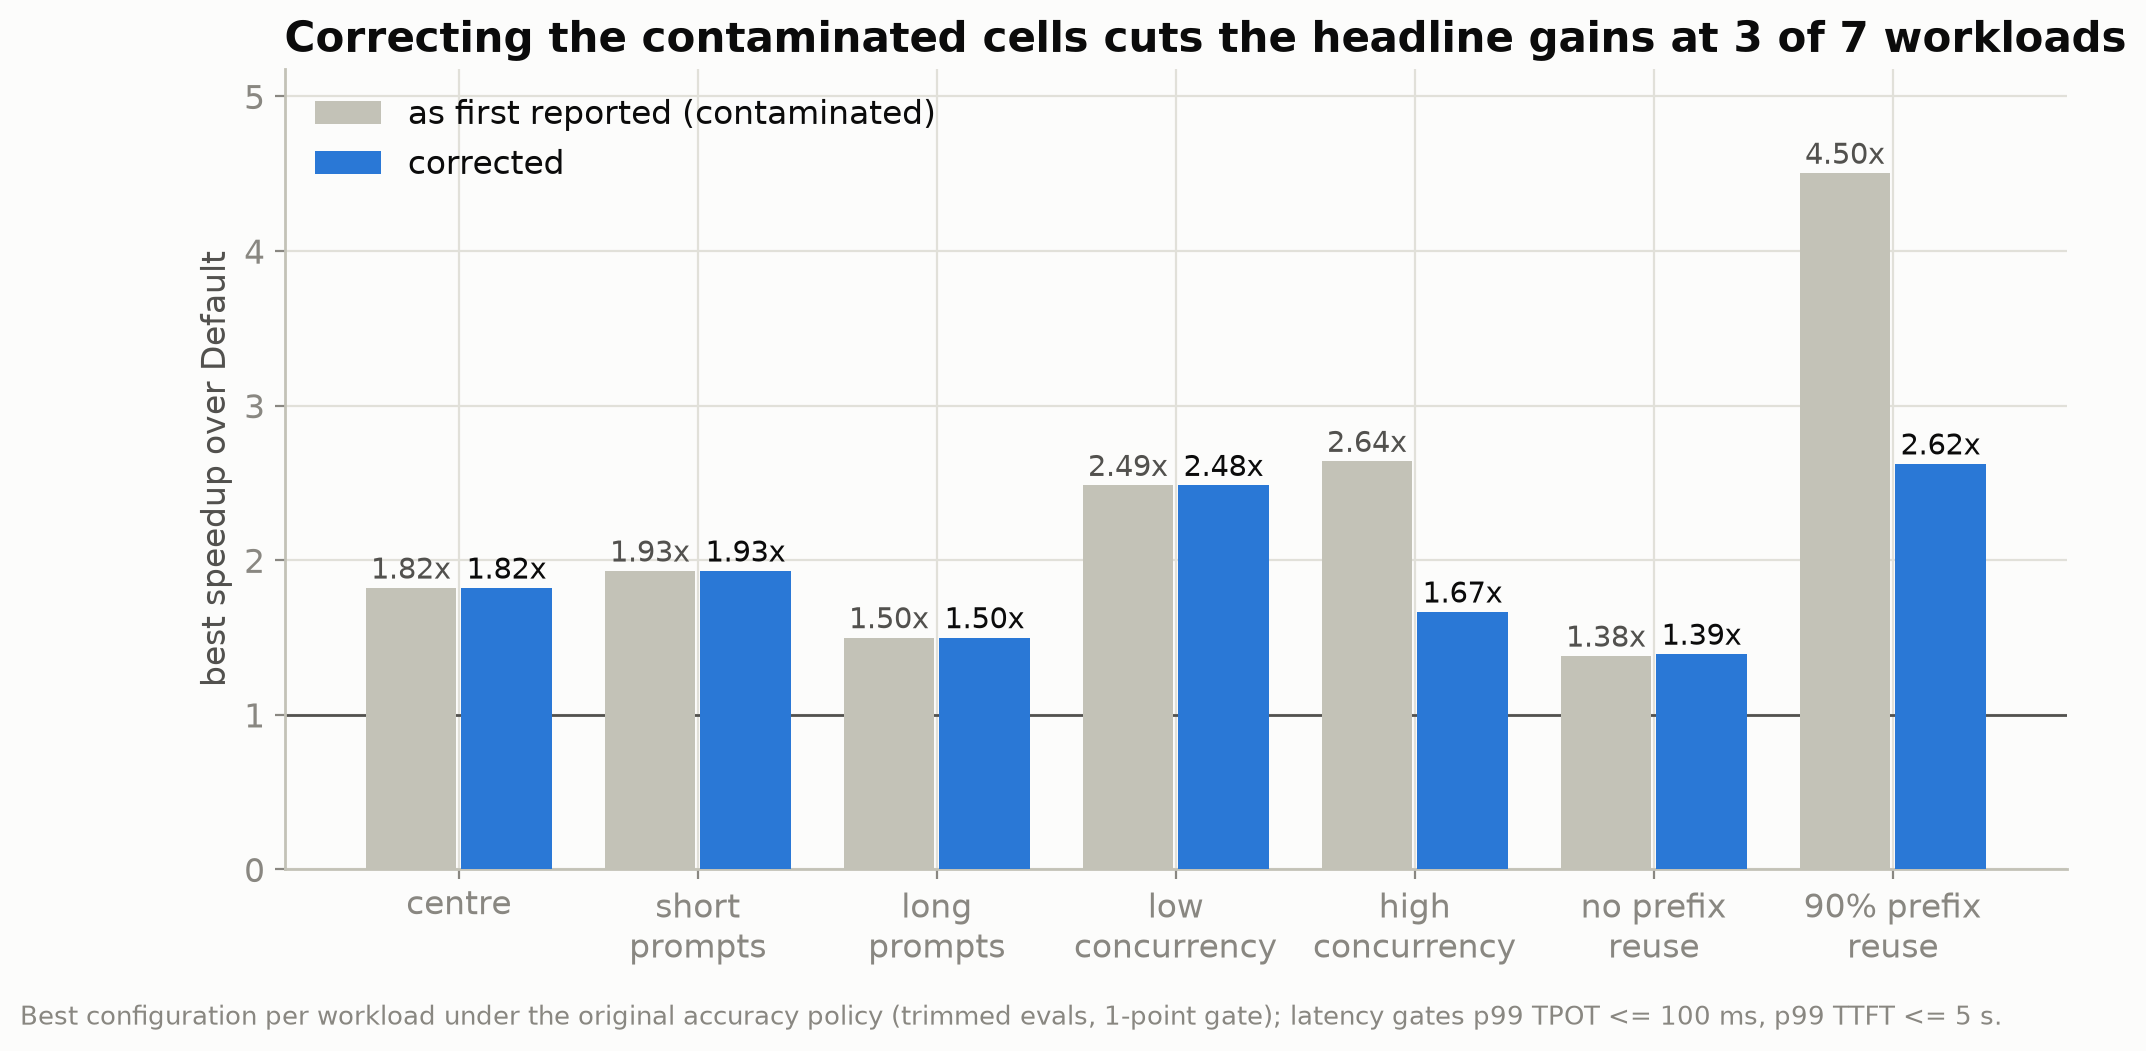 Correcting the contaminated cells cuts the headline gains at 3 of 7 workloads
as first reported (contaminated)
corrected
best speedup over Default
5
4
3
2
1
0
1.82x
1.82x
1.93x
1.93x
1.50x
1.50x
2.49x
2.48x
2.64x
1.67x
1.38x
1.39x
4.50x
2.62x
centre
short
prompts
long
prompts
low
concurrency
high
concurrency
no prefix
reuse
90% prefix
reuse
Best configuration per workload under the original accuracy policy (trimmed evals, 1-point gate); latency gates p99 TPOT <= 100 ms, p99 TTFT <= 5 s.